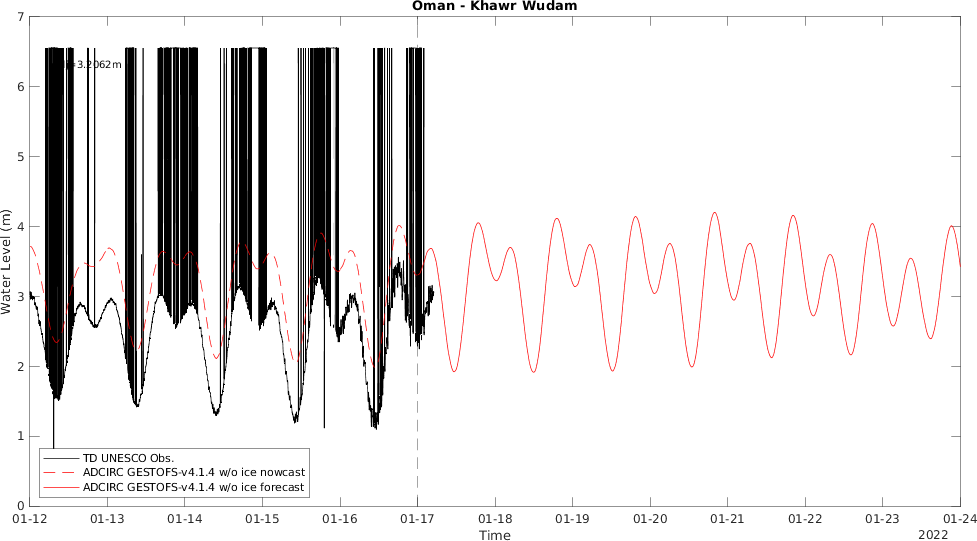 Oman - Khawr Wudam
7
6
5
4
3
2
1
0
Water Level (m)
=3.2062m
TD UNESCO Obs.
ADCIRC GESTOFS-v4.1.4 w/o ice nowcast
ADCIRC GESTOFS-v4.1.4 w/o ice forecast
01-12 01-13 01-14 01-15 01-16 01-17 01-18 01-19 01-20 01-21 01-22 01-23 01-24
Time
2022